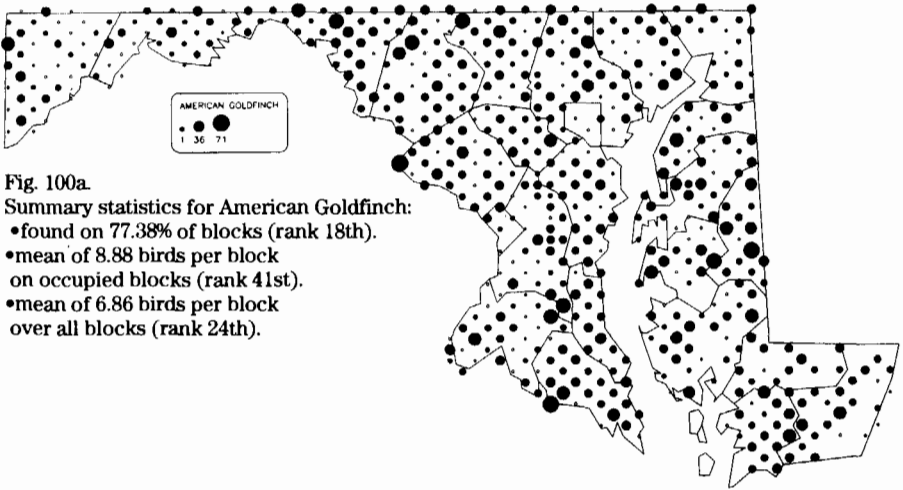 AMERICAN GOLDFINCH
1 36 71
Fig. 100a.
Summary statistics for American Goldfinch:
•found on 77.38% of blocks (rank 18th).
•mean of 8.88 birds per block
on occupied blocks (rank 41st).
•mean of 6.86 birds per block
over all blocks (rank 24th).